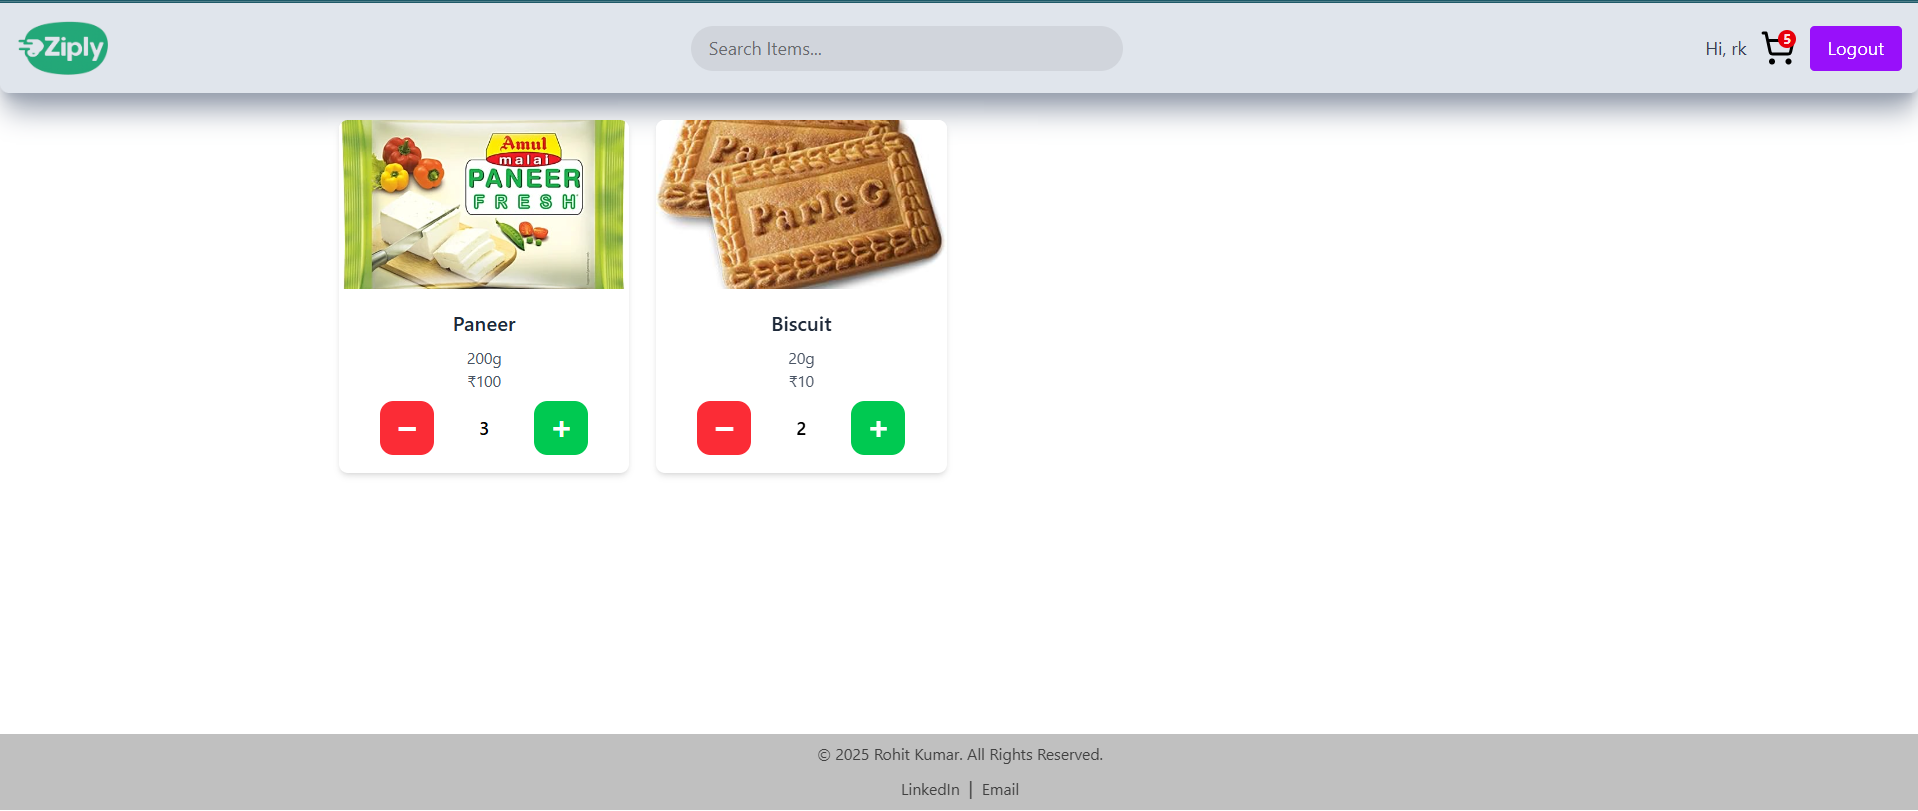 Ziply
Search Items...
Hi, rk
5
Logout
Amul
malai
PANEER
FRESH
Parle G
Paneer
200g
₹100
3
Biscuit
20g
₹10
2
© 2025 Rohit Kumar. All Rights Reserved.
LinkedIn | Email